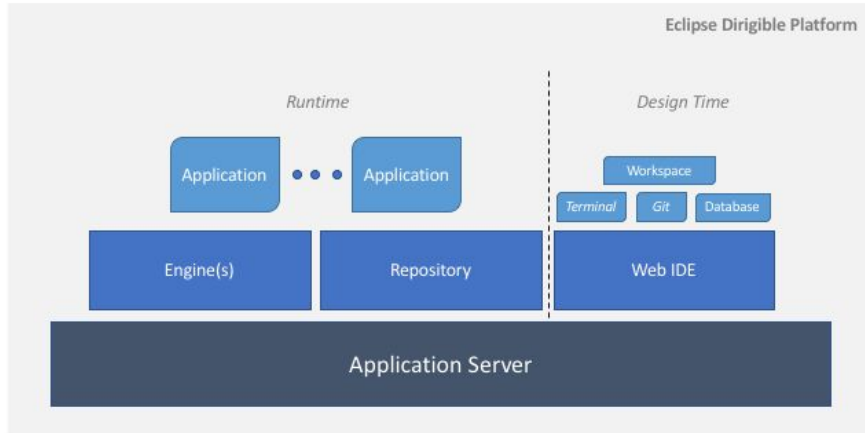 Eclipse Dirigible Platform
Runtime
Design Time
Application
Application
Workspace
Terminal
Git
Database
Engine(s)
Repository
Web IDE
Application Server